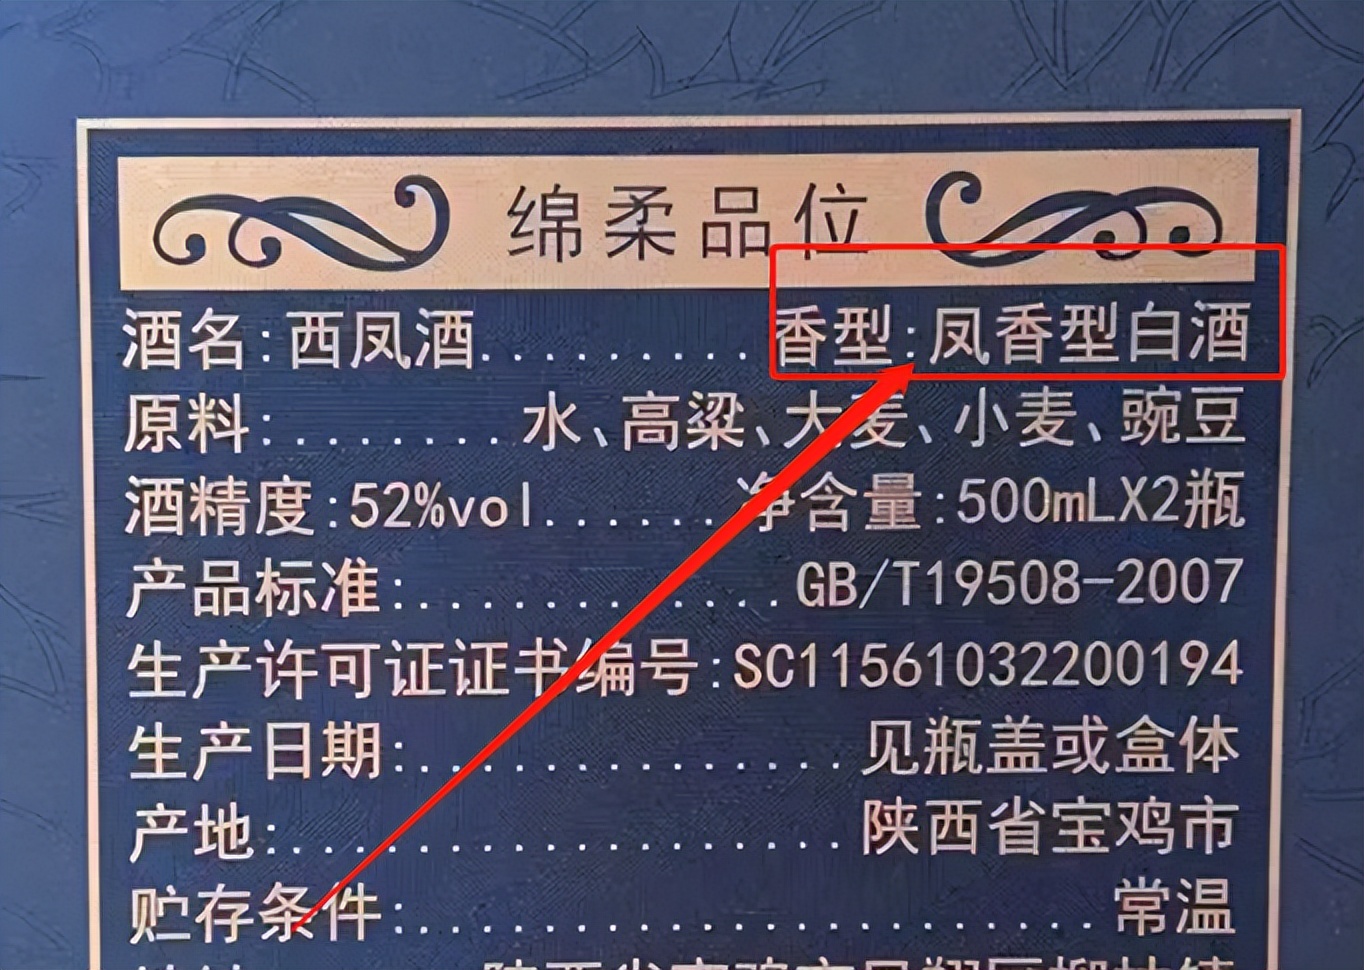 绵柔品位
酒名:西凤酒.........香型:凤香型白酒
原料:........水、高粱、大麦、小麦、豌豆
酒精度:52%vol......净含量:500mLX2瓶
产品标准:............GB/T19508-2007
生产许可证证书编号:SC11561032200194
生产日期:..............见瓶盖或盒体
产地:..................陕西省宝鸡市
贮存条件:......................常温